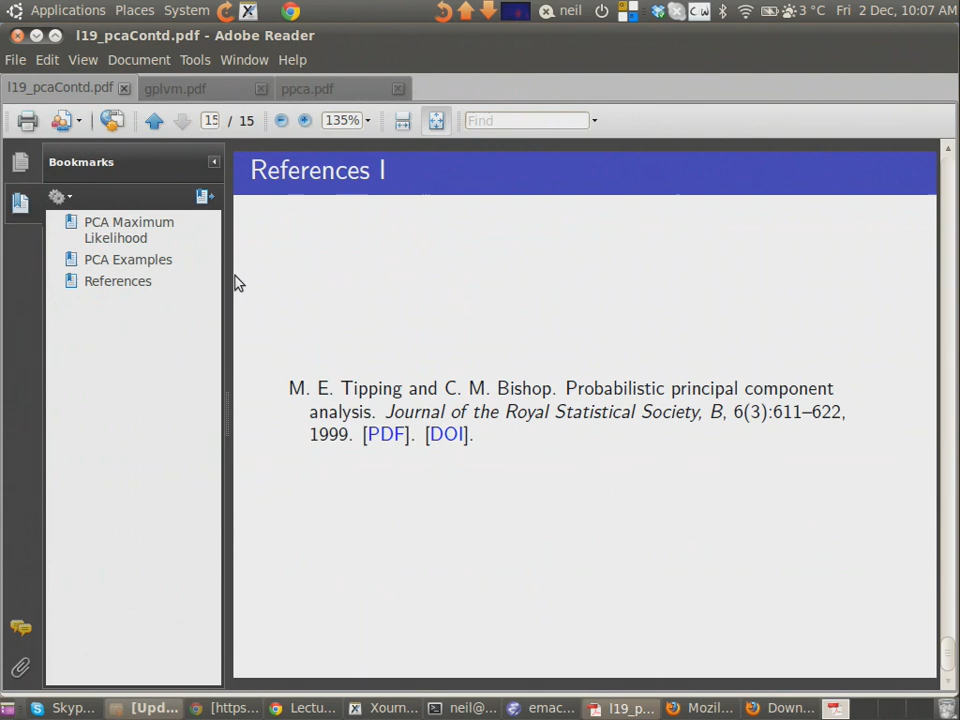 Applications Places System neil 3 °C Fri 2 Dec, 10:07 AM
l19_pcaContd.pdf - Adobe Reader
File Edit View Document Tools Window Help
l19_pcaContd.pdf gplvm.pdf ppca.pdf
15 / 15 135% Find
Bookmarks
PCA Maximum
Likelihood
PCA Examples
References
References I
M. E. Tipping and C. M. Bishop. Probabilistic principal component
analysis. Journal of the Royal Statistical Society, B, 6(3):611–622,
1999. [PDF]. [DOI].
Skyp... [Upd... [https... Lectu... Xourn... neil@... emac... l19_p... Mozil... Down...